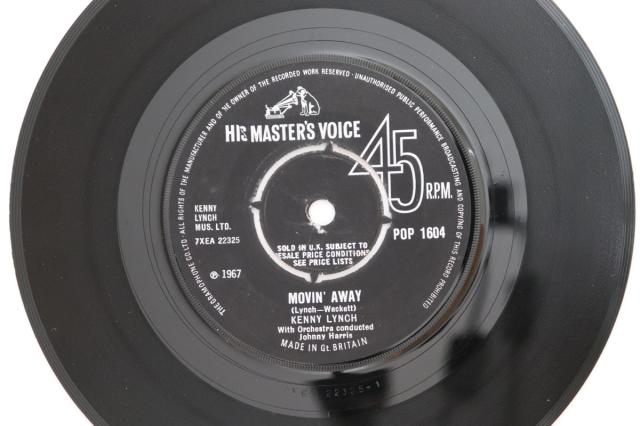 THE GRAMOPHONE CO. LTD. · ALL RIGHTS OF THE MANUFACTURER AND OF THE OWNER OF THE RECORDED WORK RESERVED · UNAUTHORISED PUBLIC PERFORMANCE BROADCASTING AND COPYING OF THIS RECORD PROHIBITED
HIS MASTER'S VOICE
45
R.P.M.
KENNY
LYNCH
MUS. LTD.
7XEA 22325
POP 1604
SOLD IN U.K. SUBJECT TO
RESALE PRICE CONDITIONS
SEE PRICE LISTS
℗ 1967
MOVIN' AWAY
(Lynch—Wackett)
KENNY LYNCH
With Orchestra conducted
Johnny Harris
MADE IN Gt. BRITAIN